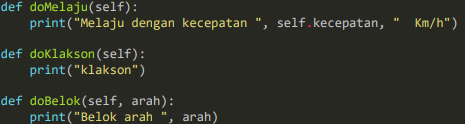 def doMelaju(self):
    print("Melaju dengan kecepatan ", self.kecepatan, "  Km/h")
def doKlakson(self):
    print("klakson")
def doBelok(self, arah):
    print("Belok arah ", arah)